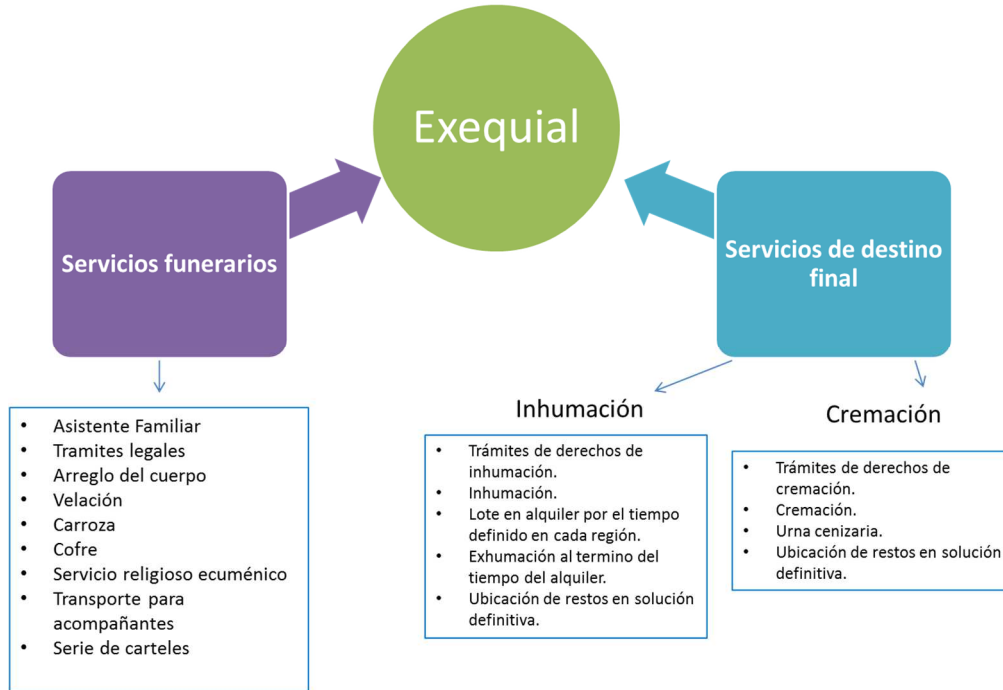 Exequial
Servicios funerarios
Servicios de destino
final
• Asistente Familiar
• Tramites legales
• Arreglo del cuerpo
• Velación
• Carroza
• Cofre
• Servicio religioso ecuménico
• Transporte para
acompañantes
• Serie de carteles
Inhumación
• Trámites de derechos de
inhumación.
• Inhumación.
• Lote en alquiler por el tiempo
definido en cada región.
• Exhumación al termino del
tiempo del alquiler.
• Ubicación de restos en solución
definitiva.
Cremación
• Trámites de derechos de
cremación.
• Cremación.
• Urna cenizaria.
• Ubicación de restos en solución
definitiva.